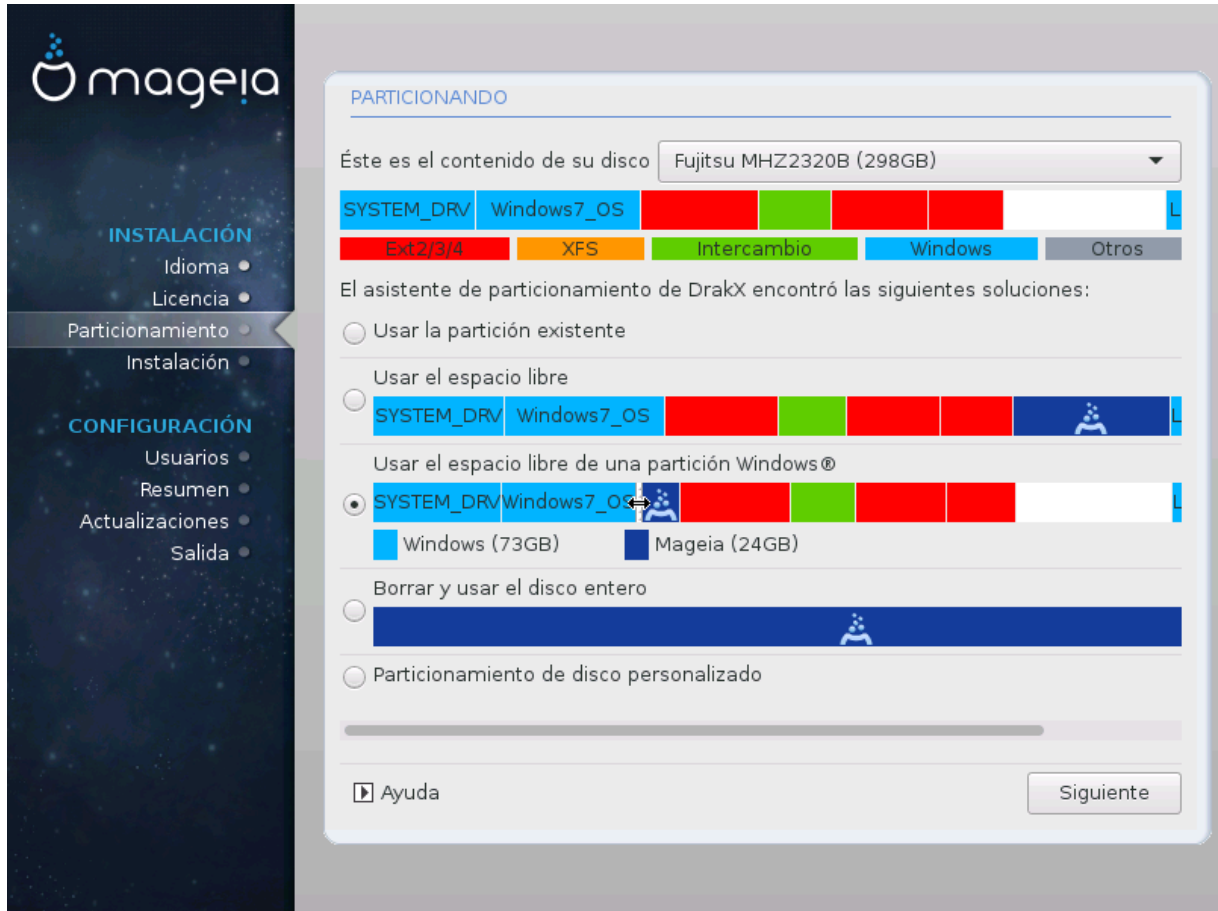 mageia
INSTALACIÓN
Idioma
Licencia
Particionamiento
Instalación
CONFIGURACIÓN
Usuarios
Resumen
Actualizaciones
Salida
PARTICIONANDO
Éste es el contenido de su disco Fujitsu MHZ2320B (298GB)
SYSTEM_DRV Windows7_OS L
Ext2/3/4 XFS Intercambio Windows Otros
El asistente de particionamiento de DrakX encontró las siguientes soluciones:
Usar la partición existente
Usar el espacio libre
SYSTEM_DRV Windows7_OS L
Usar el espacio libre de una partición Windows®
SYSTEM_DRV Windows7_OS L
Windows (73GB) Mageia (24GB)
Borrar y usar el disco entero
Particionamiento de disco personalizado
Ayuda Siguiente